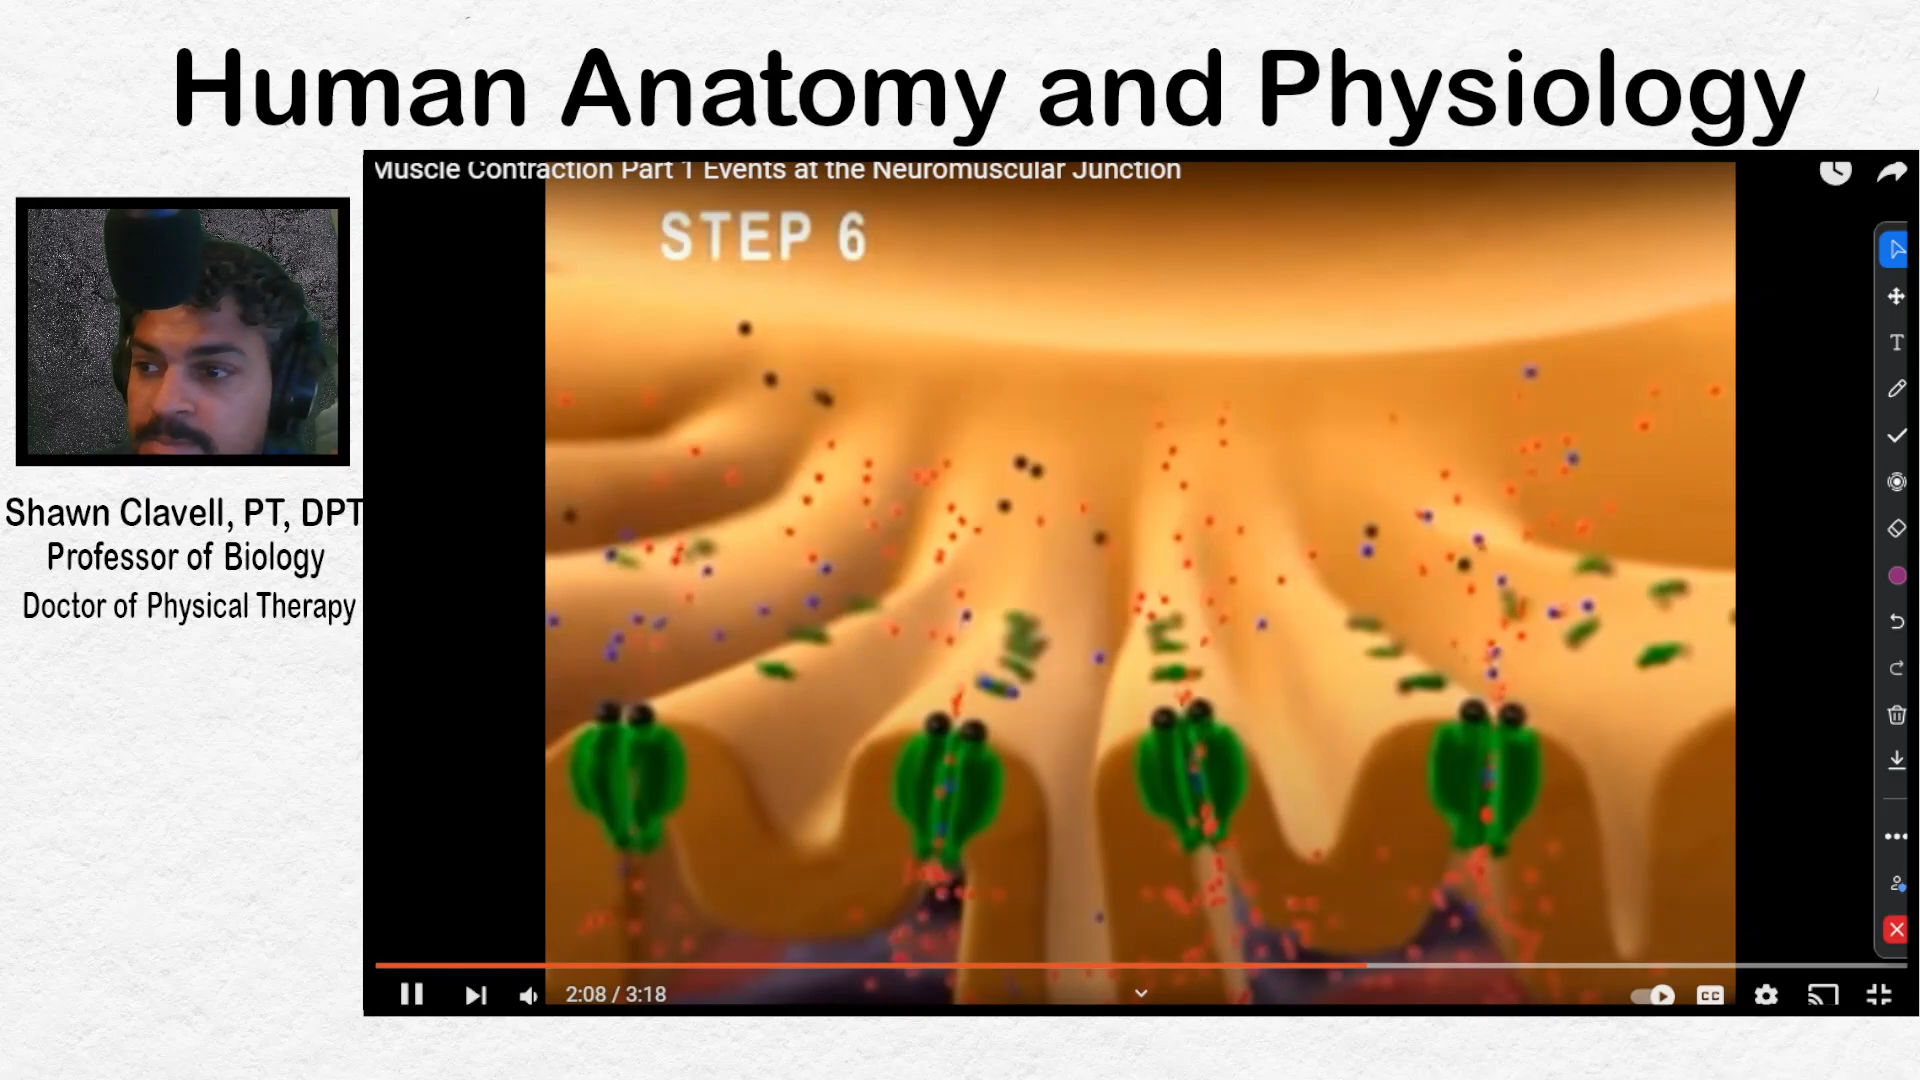 Human Anatomy and Physiology
Muscle Contraction Part 1 Events at the Neuromuscular Junction
STEP 6
Shawn Clavell, PT, DPT
Professor of Biology
Doctor of Physical Therapy
T
2:08 / 3:18
CC